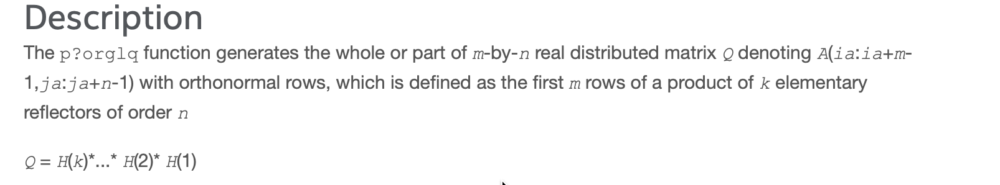 Description
The p?orglq function generates the whole or part of m-by-n real distributed matrix Q denoting A(ia:ia+m-
1,ja:ja+n-1) with orthonormal rows, which is defined as the first m rows of a product of k elementary
reflectors of order n
Q = H(k)*...* H(2)* H(1)